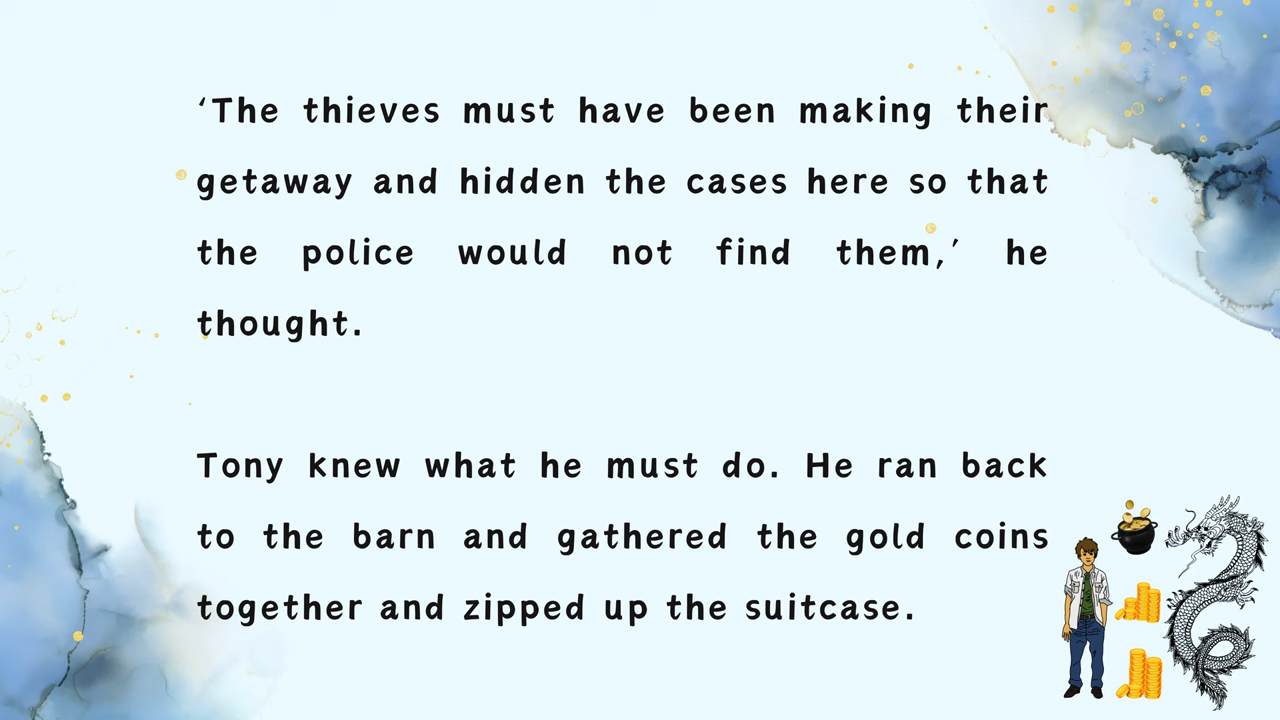 ‘The thieves must have been making their
getaway and hidden the cases here so that
the police would not find them,’ he
thought.
Tony knew what he must do. He ran back
to the barn and gathered the gold coins
together and zipped up the suitcase.